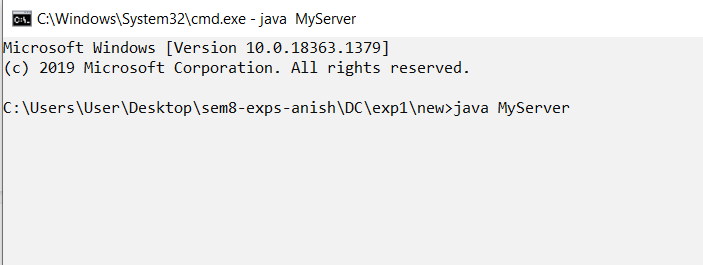 C:\Windows\System32\cmd.exe - java  MyServer
Microsoft Windows [Version 10.0.18363.1379]
(c) 2019 Microsoft Corporation. All rights reserved.
C:\Users\User\Desktop\sem8-exps-anish\DC\exp1\new>java MyServer